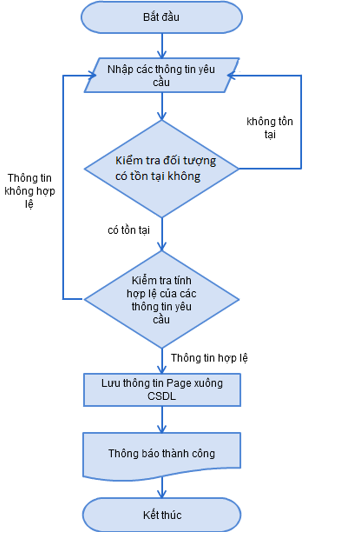 Bắt đầu
Nhập các thông tin yêu
cầu
không tồn
tại
Kiểm tra đối tượng
có tồn tại không
Thông tin
không hợp
lệ
có tồn tại
Kiểm tra tính
hợp lệ của các
thông tin yêu
cầu
Thông tin hợp lệ
Lưu thông tin Page xuông
CSDL
Thông báo thành công
Kết thúc